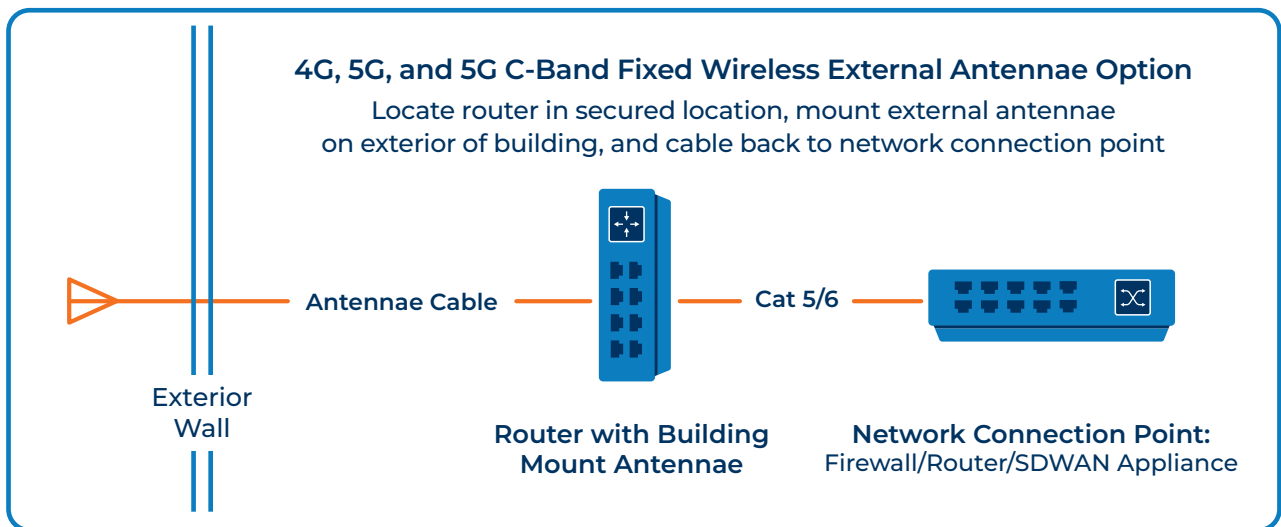 4G, 5G, and 5G C-Band Fixed Wireless External Antennae Option
Locate router in secured location, mount external antennae
on exterior of building, and cable back to network connection point
Antennae Cable
Cat 5/6
Exterior
Wall
Router with Building
Mount Antennae
Network Connection Point:
Firewall/Router/SDWAN Appliance